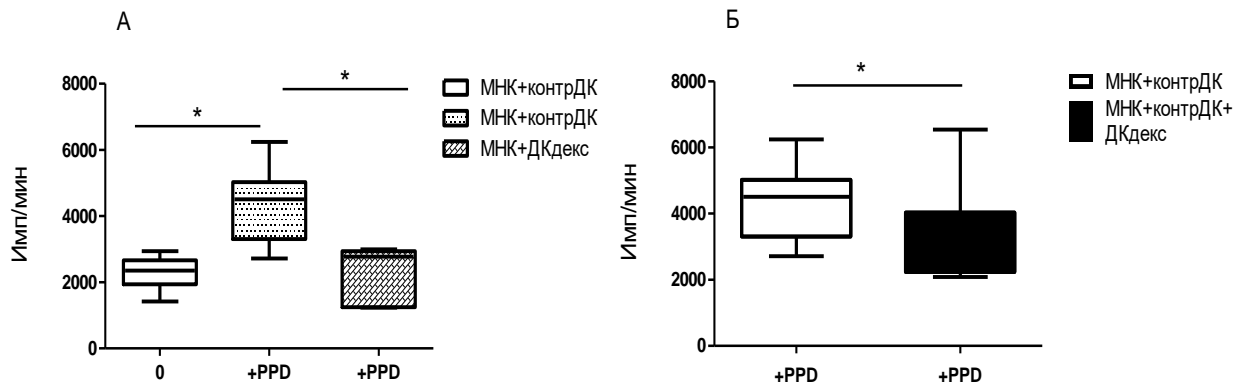 А
*
*
8000
6000
4000
2000
0
Имп/мин
0
+PPD
+PPD
МНК+контрДК
МНК+контрДК
МНК+ДКдекс
Б
*
8000
6000
4000
2000
0
Имп/мин
+PPD
+PPD
МНК+контрДК
МНК+контрДК+
ДКдекс